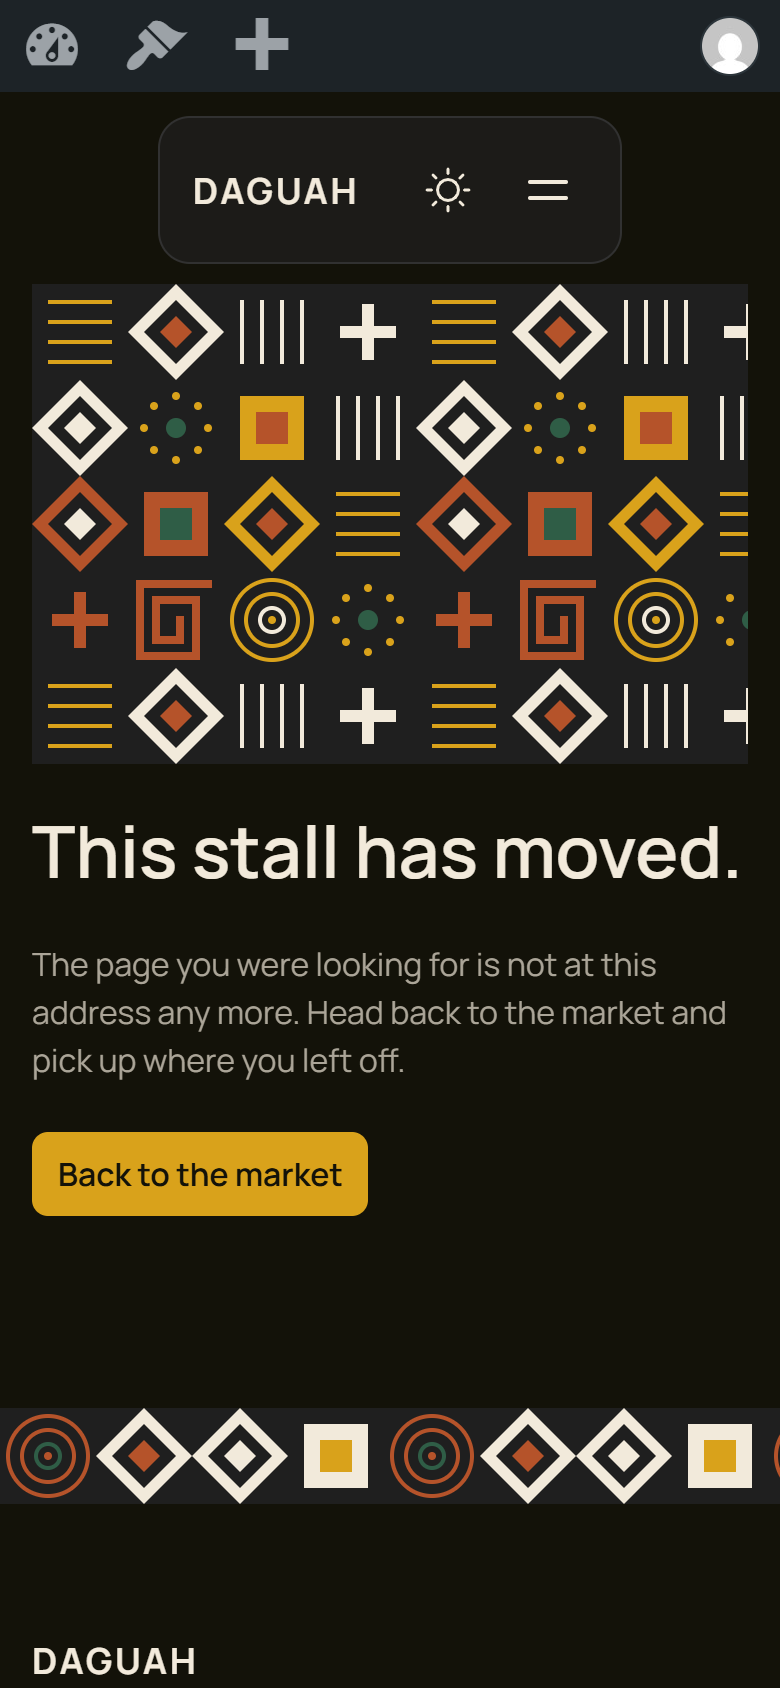 DAGUAH
This stall has moved.
The page you were looking for is not at this
address any more. Head back to the market and
pick up where you left off.
Back to the market
DAGUAH